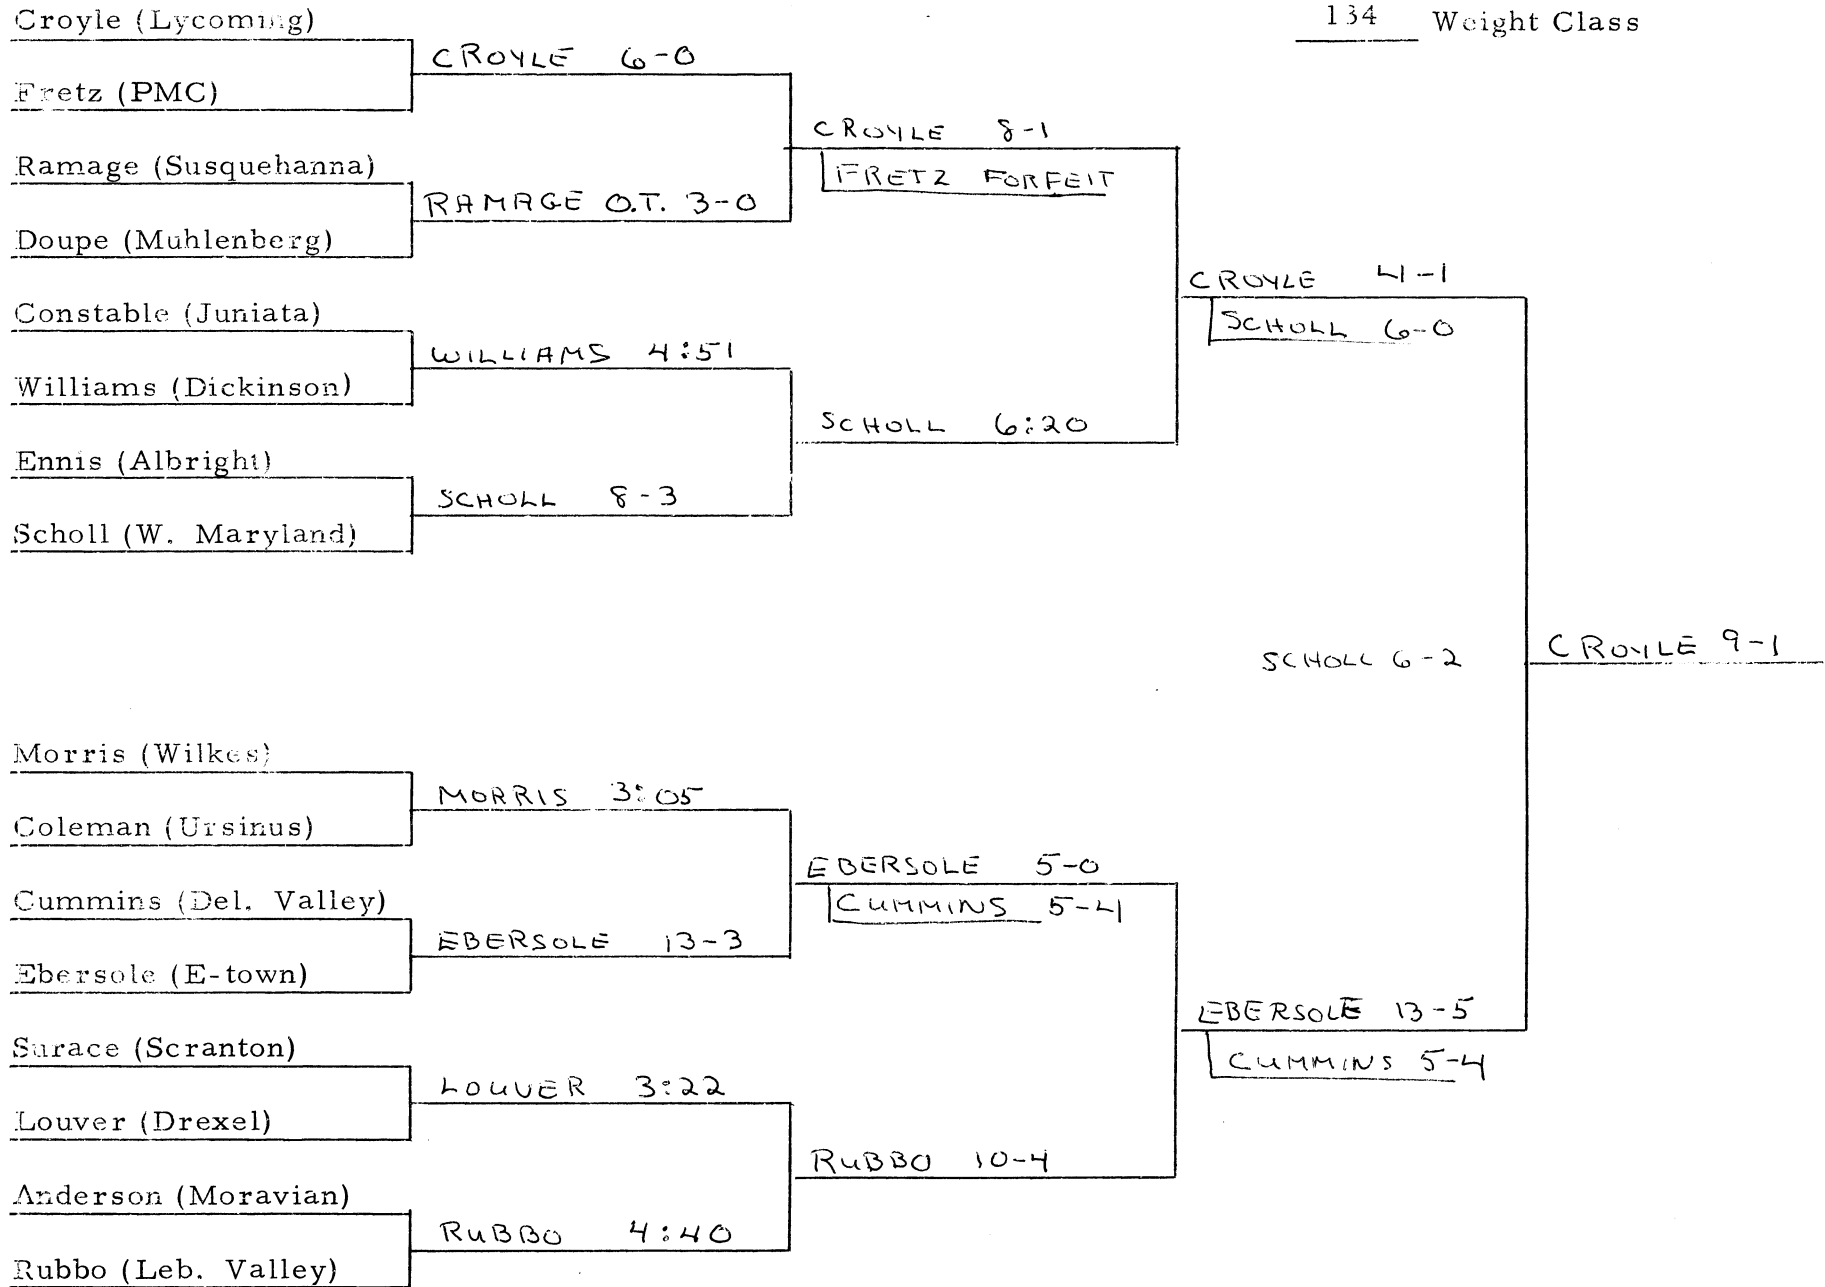 Croyle (Lycoming)
134 Weight Class
CROYLE 6-0
Fretz (PMC)
CROYLE 8-1
Ramage (Susquehanna)
FRETZ FORFEIT
RAMAGE O.T. 3-0
Doupe (Muhlenberg)
CROYLE 4-1
Constable (Juniata)
SCHOLL 6-0
WILLIAMS 4:51
Williams (Dickinson)
SCHOLL 6:20
Ennis (Albright)
SCHOLL 8-3
Scholl (W. Maryland)
CROYLE 9-1
SCHOLL 6-2
Morris (Wilkes)
MORRIS 3:05
Coleman (Ursinus)
EBERSOLE 5-0
Cummins (Del. Valley)
CUMMINS 5-4
EBERSOLE 13-3
Ebersole (E-town)
EBERSOLE 13-5
Surace (Scranton)
CUMMINS 5-4
LOUVER 3:22
Louver (Drexel)
RUBBO 10-4
Anderson (Moravian)
RUBBO 4:40
Rubbo (Leb. Valley)